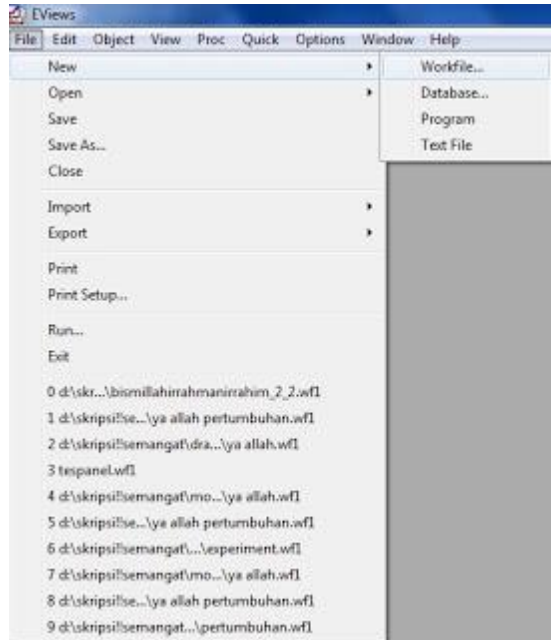 EViews
File Edit Object View Proc Quick Options Window Help
New
Workfile...
Open
Database...
Save
Program
Save As...
Text File
Close
Import
Export
Print
Print Setup...
Run...
Exit
0 d:\skr...\bismillahirrahmanirrahim_2_2.wf1
1 d:\skripsi!!se...\ya allah pertumbuhan.wf1
2 d:\skripsi!!semangat\dra...\ya allah.wf1
3 tespanel.wf1
4 d:\skripsi!!semangat\mo...\ya allah.wf1
5 d:\skripsi!!se...\ya allah pertumbuhan.wf1
6 d:\skripsi!!semangat\...\experiment.wf1
7 d:\skripsi!!semangat\mo...\ya allah.wf1
8 d:\skripsi!!se...\ya allah pertumbuhan.wf1
9 d:\skripsi!!semangat...\pertumbuhan.wf1